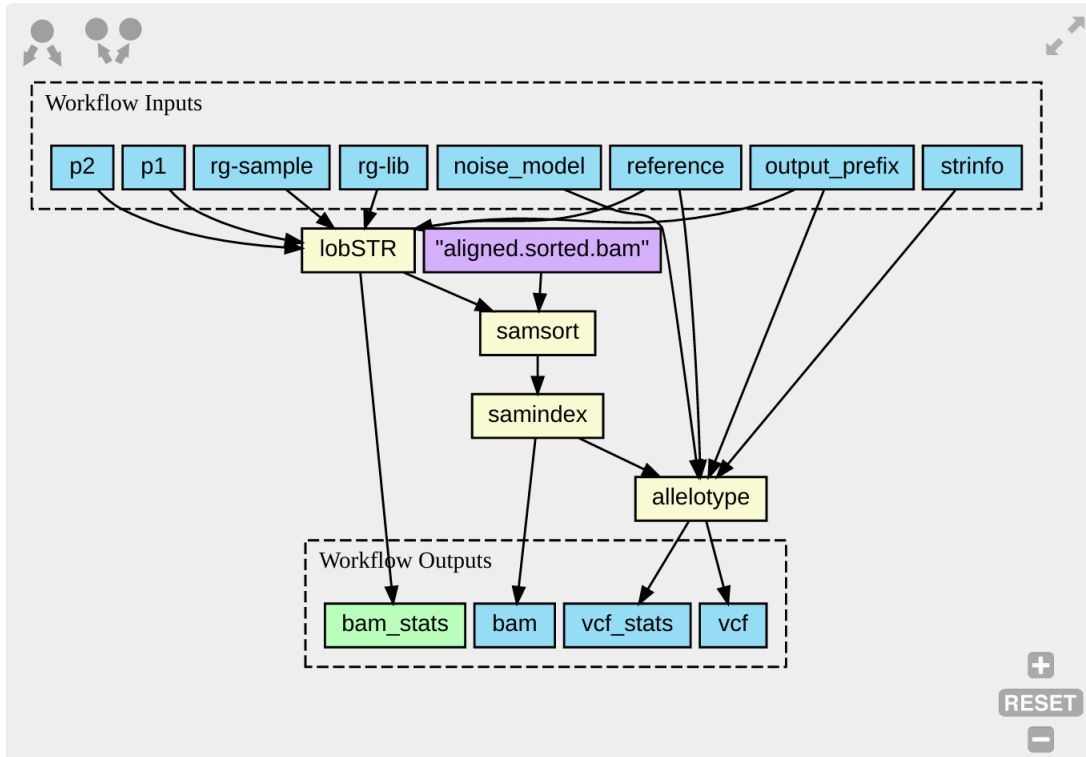 Workflow Inputs
p2
p1
rg-sample
rg-lib
noise_model
reference
output_prefix
strinfo
lobSTR
"aligned.sorted.bam"
samsort
samindex
allelotype
Workflow Outputs
bam_stats
bam
vcf_stats
vcf
RESET